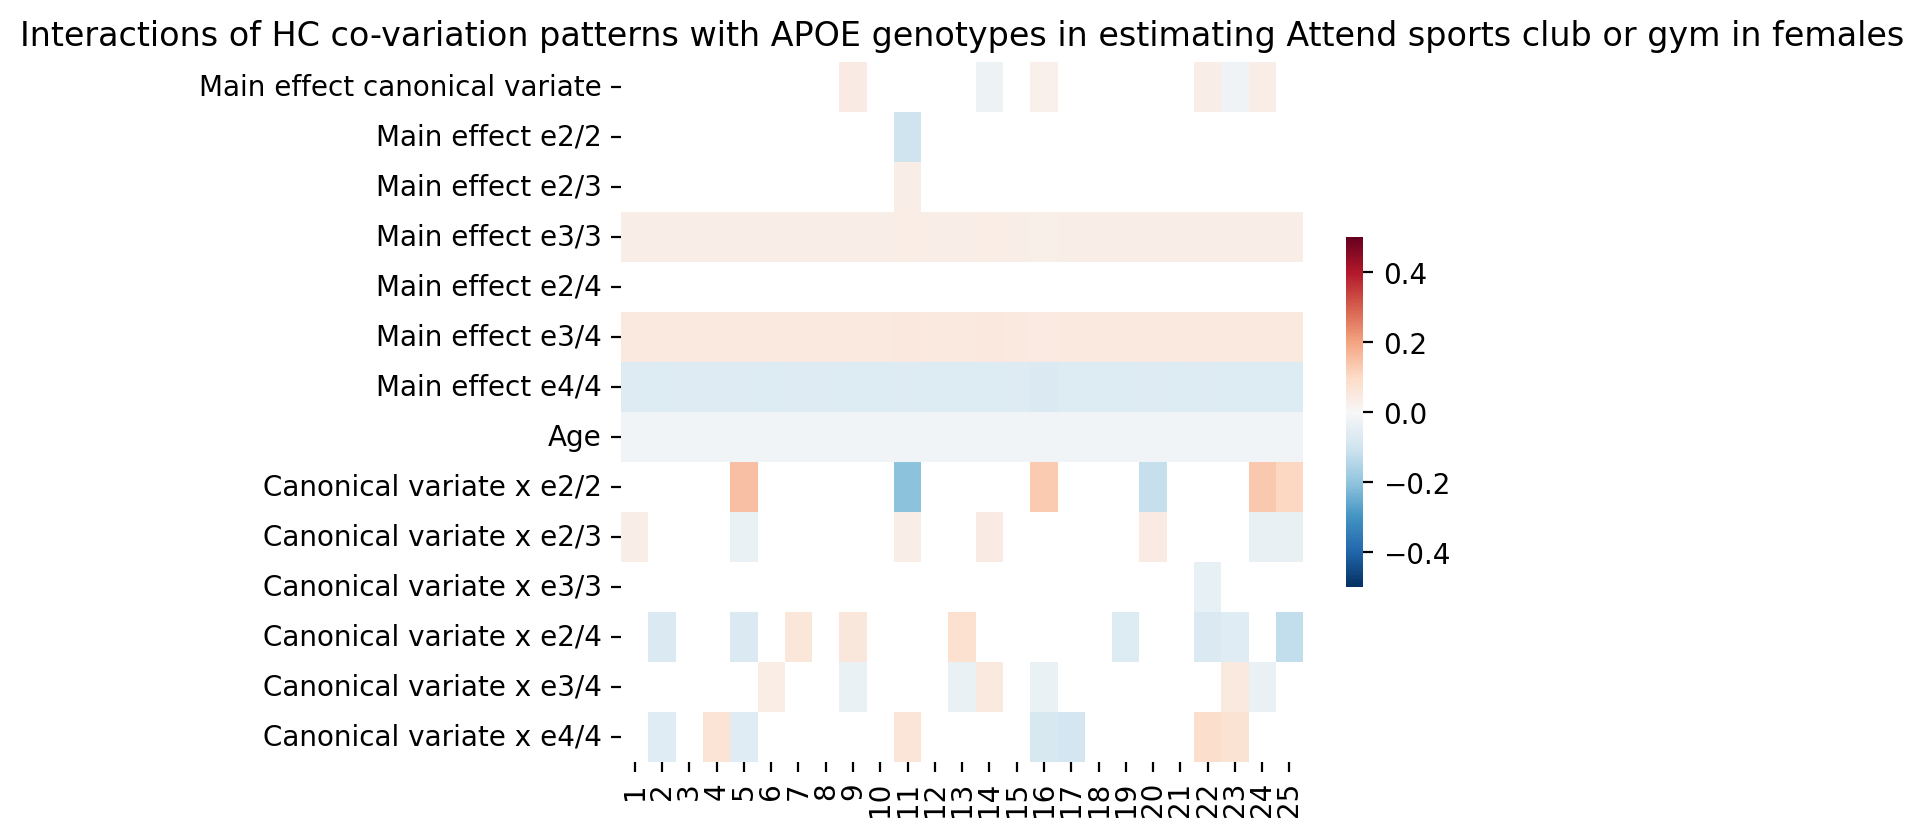 Interactions of HC co-variation patterns with APOE genotypes in estimating Attend sports club or gym in females
Main effect canonical variate
Main effect e2/2
Main effect e2/3
Main effect e3/3
Main effect e2/4
Main effect e3/4
Main effect e4/4
Age
Canonical variate x e2/2
Canonical variate x e2/3
Canonical variate x e3/3
Canonical variate x e2/4
Canonical variate x e3/4
Canonical variate x e4/4
1 2 3 4 5 6 7 8 9 10 11 12 13 14 15 16 17 18 19 20 21 22 23 24 25
0.4
0.2
0.0
−0.2
−0.4